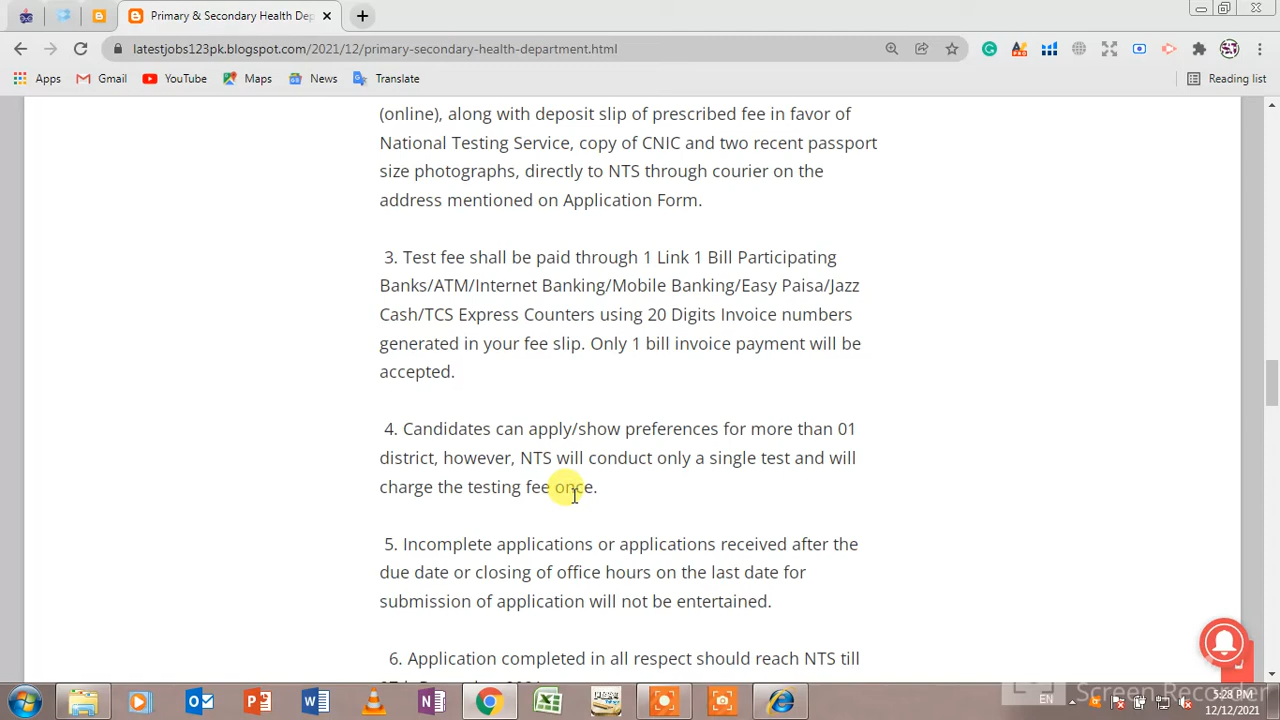 Primary & Secondary Health Dep
latestjobs123pk.blogspot.com/2021/12/primary-secondary-health-department.html
Apps Gmail YouTube Maps News Translate Reading list
(online), along with deposit slip of prescribed fee in favor of
National Testing Service, copy of CNIC and two recent passport
size photographs, directly to NTS through courier on the
address mentioned on Application Form.
3. Test fee shall be paid through 1 Link 1 Bill Participating
Banks/ATM/Internet Banking/Mobile Banking/Easy Paisa/Jazz
Cash/TCS Express Counters using 20 Digits Invoice numbers
generated in your fee slip. Only 1 bill invoice payment will be
accepted.
4. Candidates can apply/show preferences for more than 01
district, however, NTS will conduct only a single test and will
charge the testing fee once.
5. Incomplete applications or applications received after the
due date or closing of office hours on the last date for
submission of application will not be entertained.
6. Application completed in all respect should reach NTS till
Screen Recorder
EN
5:28 PM
12/12/2021